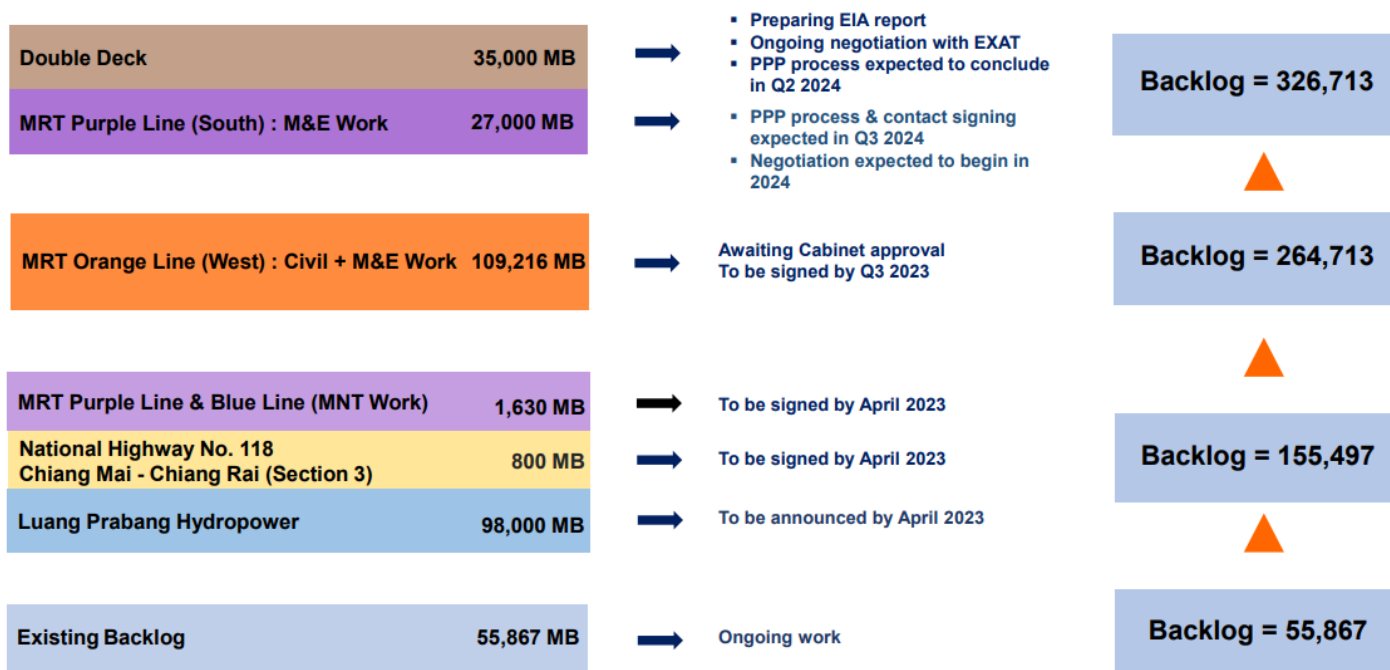 Double Deck 35,000 MB
▪ Preparing EIA report
▪ Ongoing negotiation with EXAT
▪ PPP process expected to conclude
in Q2 2024
Backlog = 326,713
MRT Purple Line (South) : M&E Work 27,000 MB
▪ PPP process & contact signing
expected in Q3 2024
▪ Negotiation expected to begin in
2024
MRT Orange Line (West) : Civil + M&E Work 109,216 MB
Awaiting Cabinet approval
To be signed by Q3 2023
Backlog = 264,713
MRT Purple Line & Blue Line (MNT Work) 1,630 MB
To be signed by April 2023
National Highway No. 118
Chiang Mai - Chiang Rai (Section 3)
800 MB
To be signed by April 2023
Backlog = 155,497
Luang Prabang Hydropower 98,000 MB
To be announced by April 2023
Existing Backlog 55,867 MB
Ongoing work
Backlog = 55,867